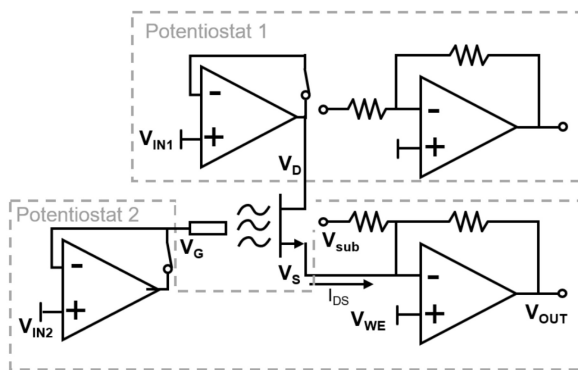 Potentiostat 1
-
+
V_IN1
V_D
-
+
Potentiostat 2
-
+
V_IN2
V_G
V_S
V_sub
I_DS
-
+
V_WE
V_OUT